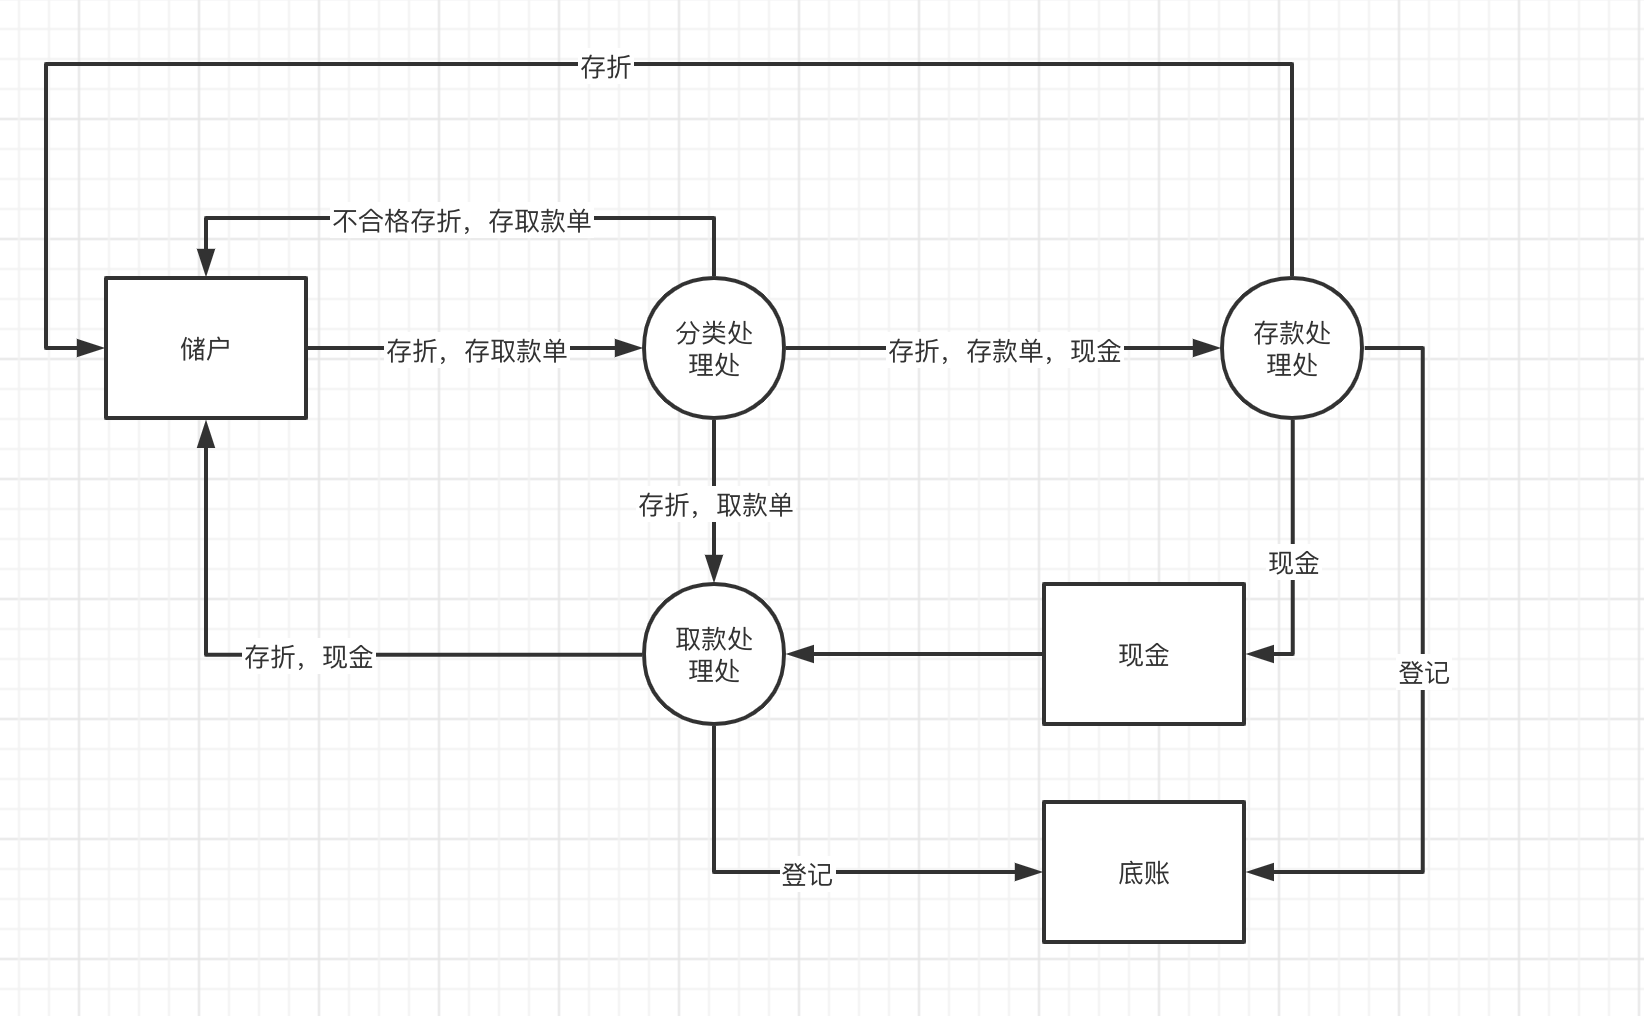 存折
不合格存折，存取款单
储户
存折，存取款单
分类处
理处
存折，存款单，现金
存款处
理处
存折，取款单
现金
取款处
理处
存折，现金
现金
登记
底账
登记